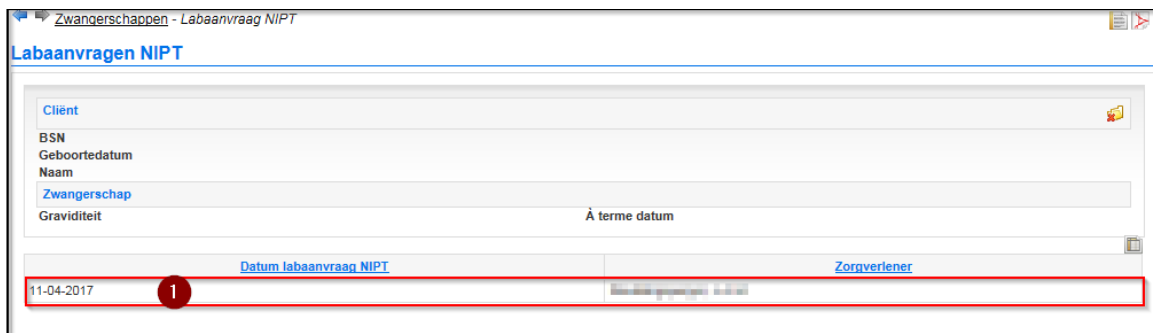 Zwangerschappen - Labaanvraag NIPT
Labaanvragen NIPT
Cliënt
BSN
Geboortedatum
Naam
Zwangerschap
Graviditeit À terme datum
Datum labaanvraag NIPT Zorgverlener
11-04-2017 1